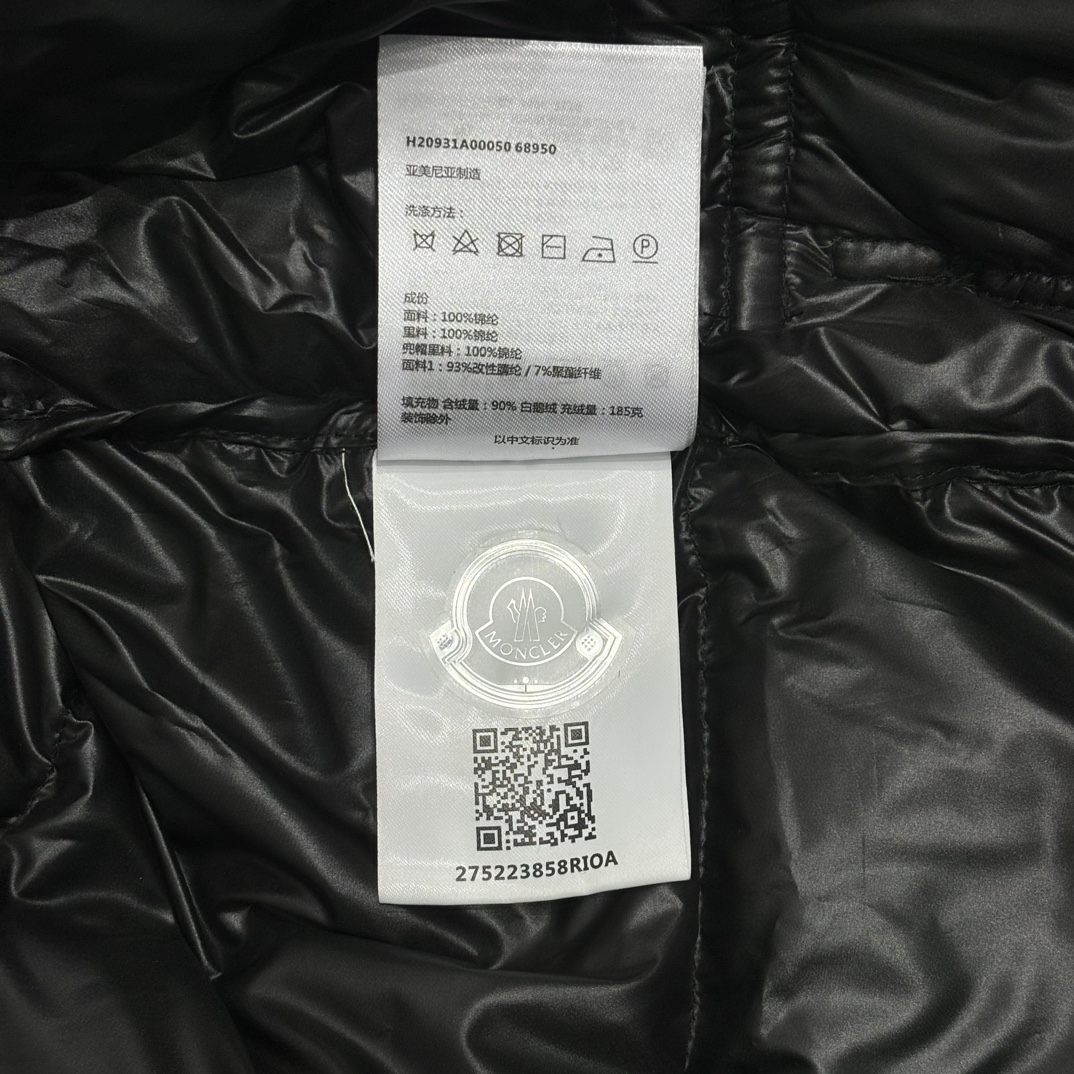 H20931A00050 68950
亚美尼亚制造
洗涤方法：
P
成份
面料：100%锦纶
里料：100%锦纶
兜帽里料：100%锦纶
面料1：93%改性腈纶 / 7%聚酯纤维
填充物 含绒量：90% 白鹅绒 充绒量：185克
装饰除外
以中文标识为准
MONCLER
275223858RIOA